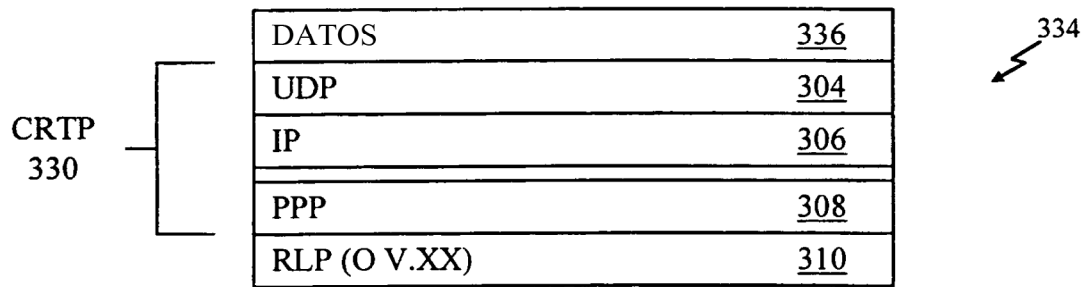 DATOS 336
334
UDP 304
CRTP
330
IP 306
PPP 308
RLP (O V.XX) 310